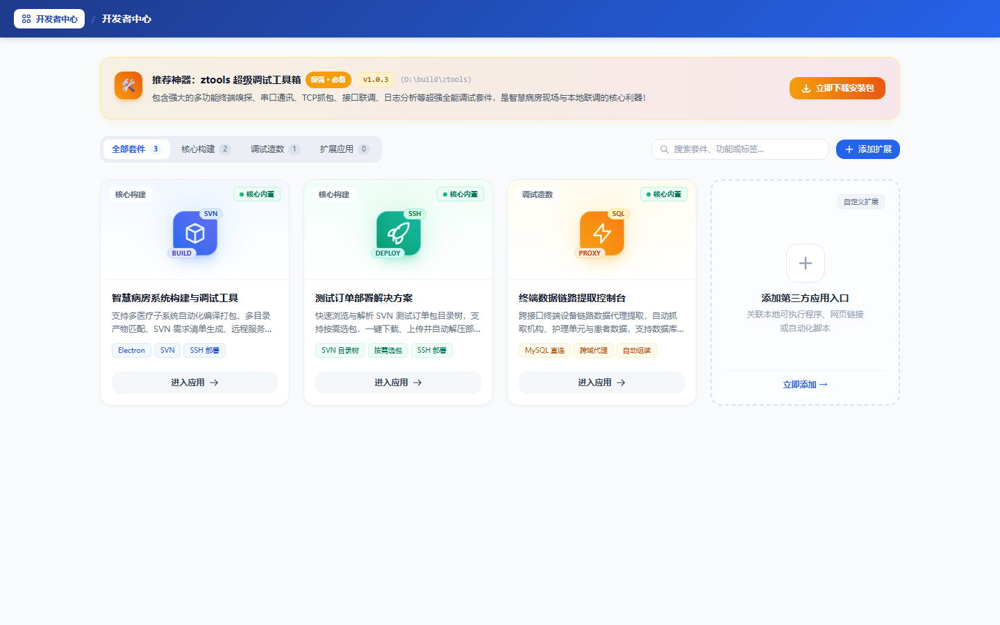 开发者中心 / 开发者中心
推荐神器：ztools 超级调试工具箱 很强·必备 v1.0.3 (D:\build\ztools)
包含强大的多功能终端嗅探、串口通讯、TCP抓包、接口联调、日志分析等超强全能调试套件，是智慧病房现场与本地联调的核心利器！
立即下载安装包
全部套件 3 核心构建 2 调试造数 1 扩展应用 0
搜索套件、功能或标签...
添加扩展
核心构建 核心内置
SVN
BUILD
智慧病房系统构建与调试工具
支持多医疗子系统自动化编译打包、多目录
产物匹配、SVN 需求清单生成、远程服务...
Electron SVN SSH 部署
进入应用 →
核心构建 核心内置
SSH
DEPLOY
测试订单部署解决方案
快速浏览与解析 SVN 测试订单包目录树，支
持按需选包，一键下载、上传并自动解压部...
SVN 目录树 按需选包 SSH 部署
进入应用 →
调试造数 核心内置
SQL
PROXY
终端数据链路提取控制台
跨接口终端设备链路数据代理提取，自动抓
取机构、护理单元与患者数据，支持数据库...
MySQL 直连 跨域代理 自动组装
进入应用 →
自定义扩展
添加第三方应用入口
关联本地可执行程序、网页链接
或自动化脚本
立即添加 →